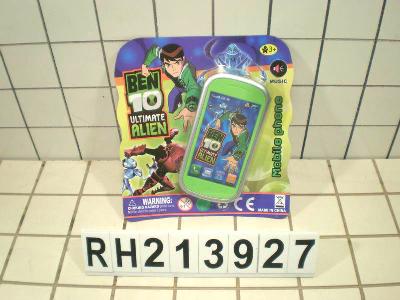 3+
MUSIC
BEN
10
ULTIMATE
ALIEN
BEN
10
ULTIMATE
ALIEN
Mobile phone
WARNING:
CE
MADE IN CHINA
RH213927